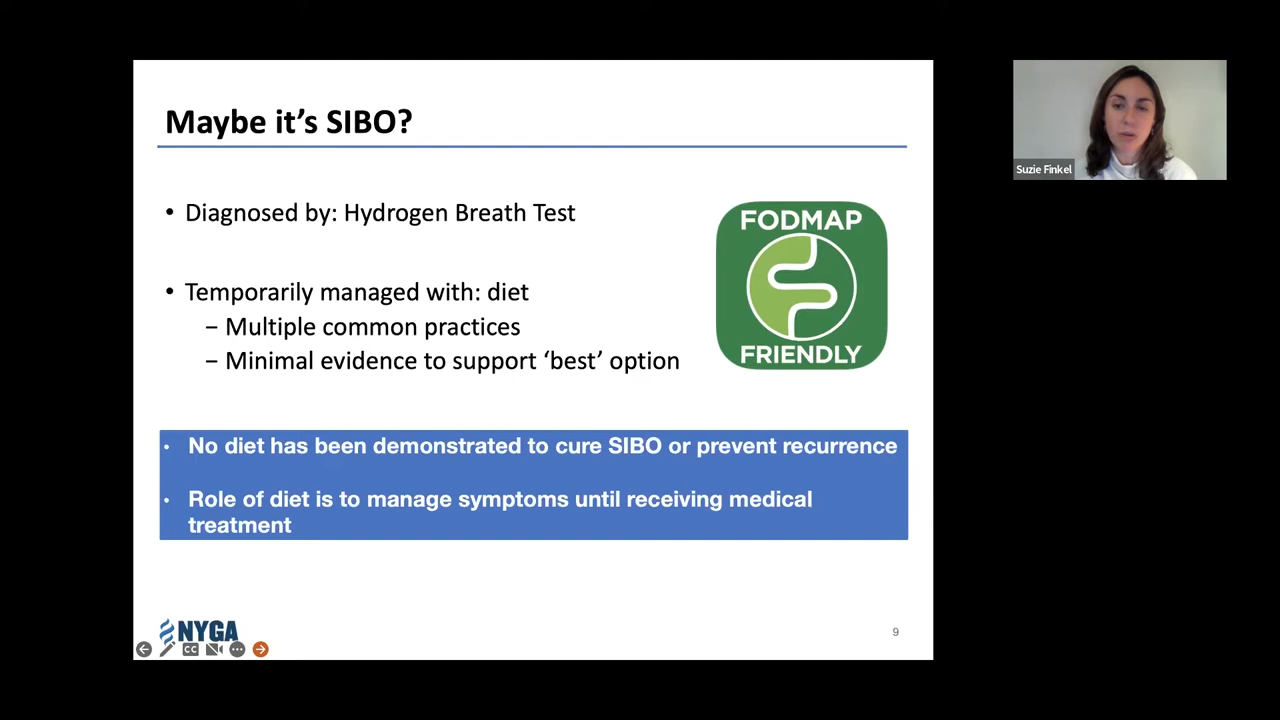 Maybe it's SIBO?
• Diagnosed by: Hydrogen Breath Test
• Temporarily managed with: diet
– Multiple common practices
– Minimal evidence to support 'best' option
FODMAP
FRIENDLY
• No diet has been demonstrated to cure SIBO or prevent recurrence
• Role of diet is to manage symptoms until receiving medical
treatment
NYGA
CC
9
Suzie Finkel